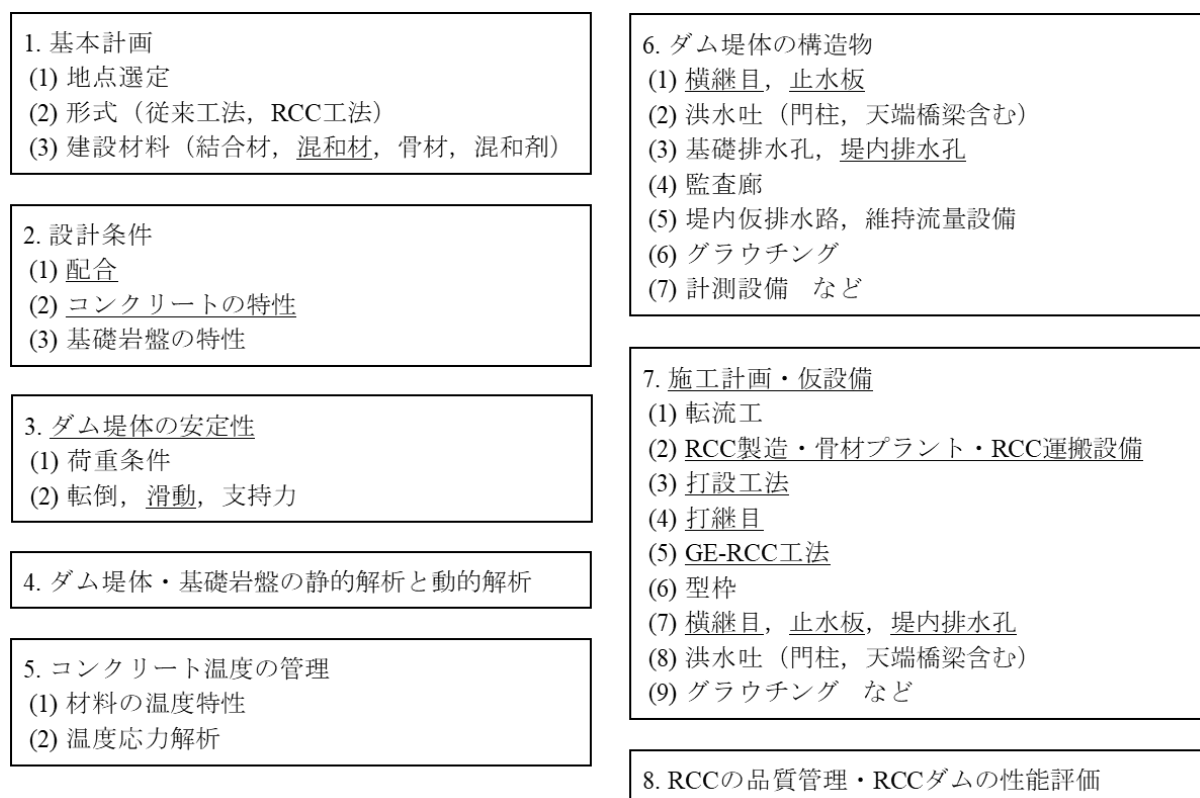 1. 基本計画
(1) 地点選定
(2) 形式（従来工法，RCC工法）
(3) 建設材料（結合材，混和材，骨材，混和剤）
2. 設計条件
(1) 配合
(2) コンクリートの特性
(3) 基礎岩盤の特性
3. ダム堤体の安定性
(1) 荷重条件
(2) 転倒，滑動，支持力
4. ダム堤体・基礎岩盤の静的解析と動的解析
5. コンクリート温度の管理
(1) 材料の温度特性
(2) 温度応力解析
6. ダム堤体の構造物
(1) 横継目，止水板
(2) 洪水吐（門柱，天端橋梁含む）
(3) 基礎排水孔，堤内排水孔
(4) 監査廊
(5) 堤内仮排水路，維持流量設備
(6) グラウチング
(7) 計測設備　など
7. 施工計画・仮設備
(1) 転流工
(2) RCC製造・骨材プラント・RCC運搬設備
(3) 打設工法
(4) 打継目
(5) GE-RCC工法
(6) 型枠
(7) 横継目，止水板，堤内排水孔
(8) 洪水吐（門柱，天端橋梁含む）
(9) グラウチング　など
8. RCCの品質管理・RCCダムの性能評価